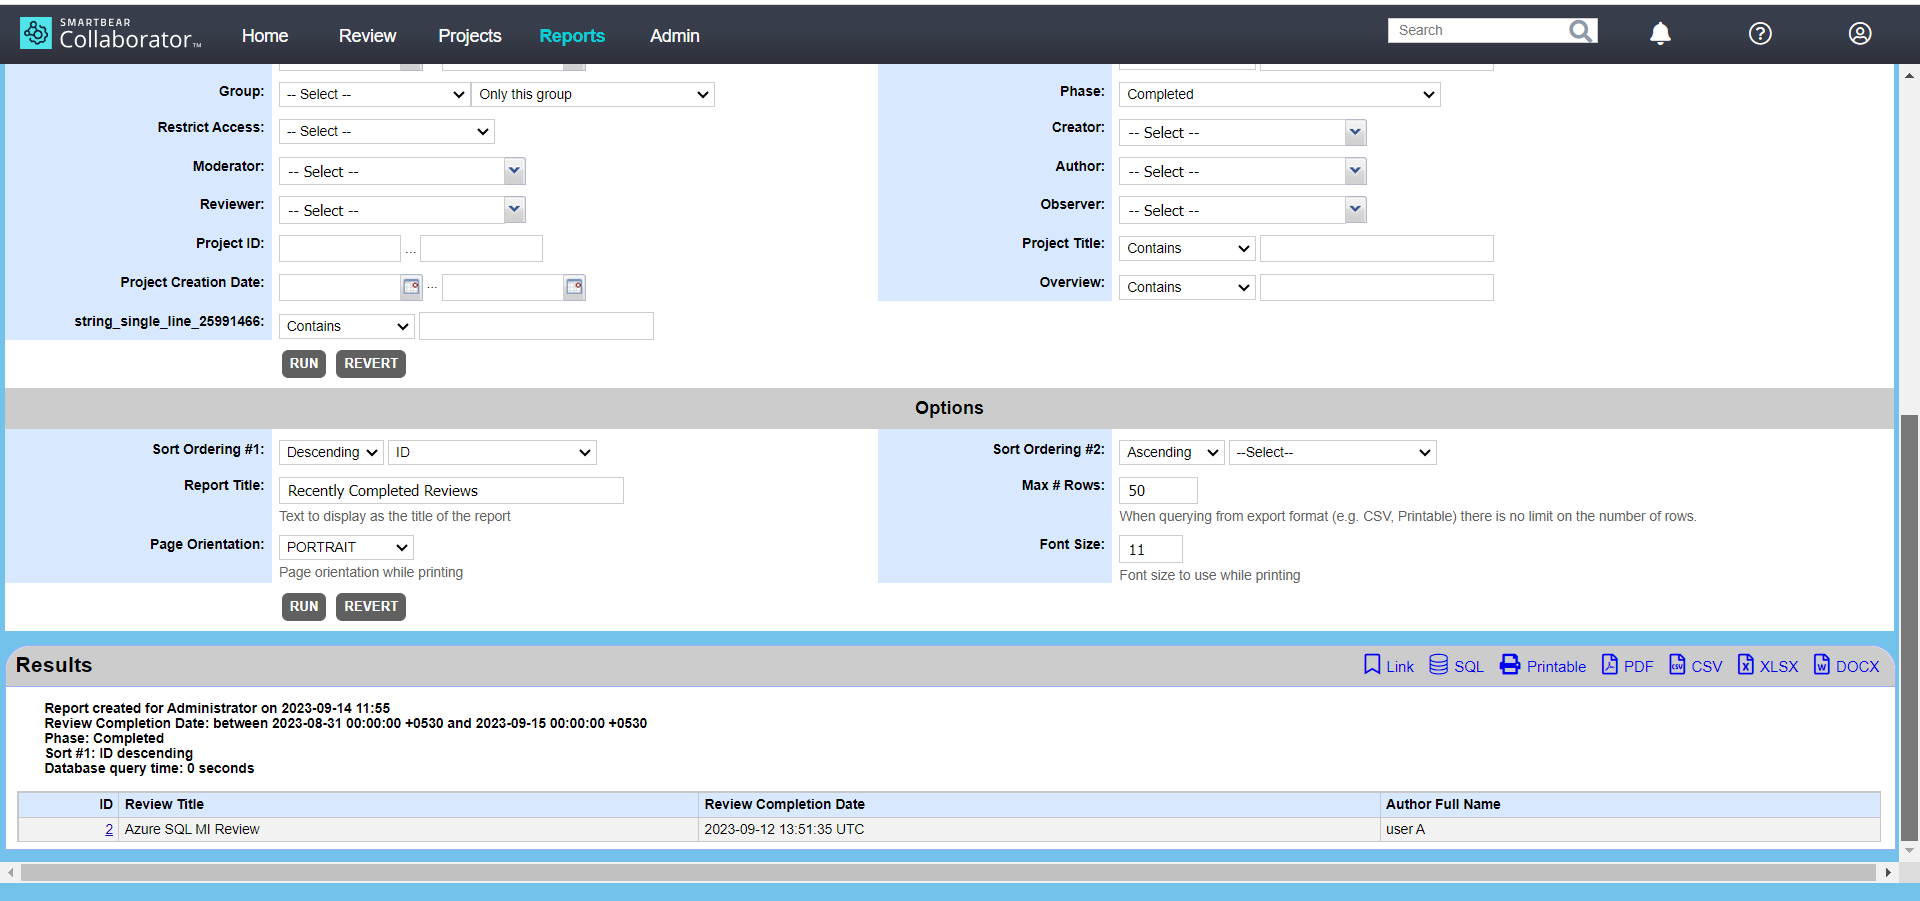 SMARTBEAR
Collaborator™
Home Review Projects Reports Admin
Search
Group: -- Select -- Only this group Phase: Completed
Restrict Access: -- Select -- Creator: -- Select --
Moderator: -- Select -- Author: -- Select --
Reviewer: -- Select -- Observer: -- Select --
Project ID: ... Project Title: Contains
Project Creation Date: ... Overview: Contains
string_single_line_25991466: Contains
RUN REVERT
Options
Sort Ordering #1: Descending ID Sort Ordering #2: Ascending --Select--
Report Title: Recently Completed Reviews Max # Rows: 50
Text to display as the title of the report When querying from export format (e.g. CSV, Printable) there is no limit on the number of rows.
Page Orientation: PORTRAIT Font Size: 11
Page orientation while printing Font size to use while printing
RUN REVERT
Results Link SQL Printable PDF CSV XLSX DOCX
Report created for Administrator on 2023-09-14 11:55
Review Completion Date: between 2023-08-31 00:00:00 +0530 and 2023-09-15 00:00:00 +0530
Phase: Completed
Sort #1: ID descending
Database query time: 0 seconds
ID Review Title Review Completion Date Author Full Name
2 Azure SQL MI Review 2023-09-12 13:51:35 UTC user A